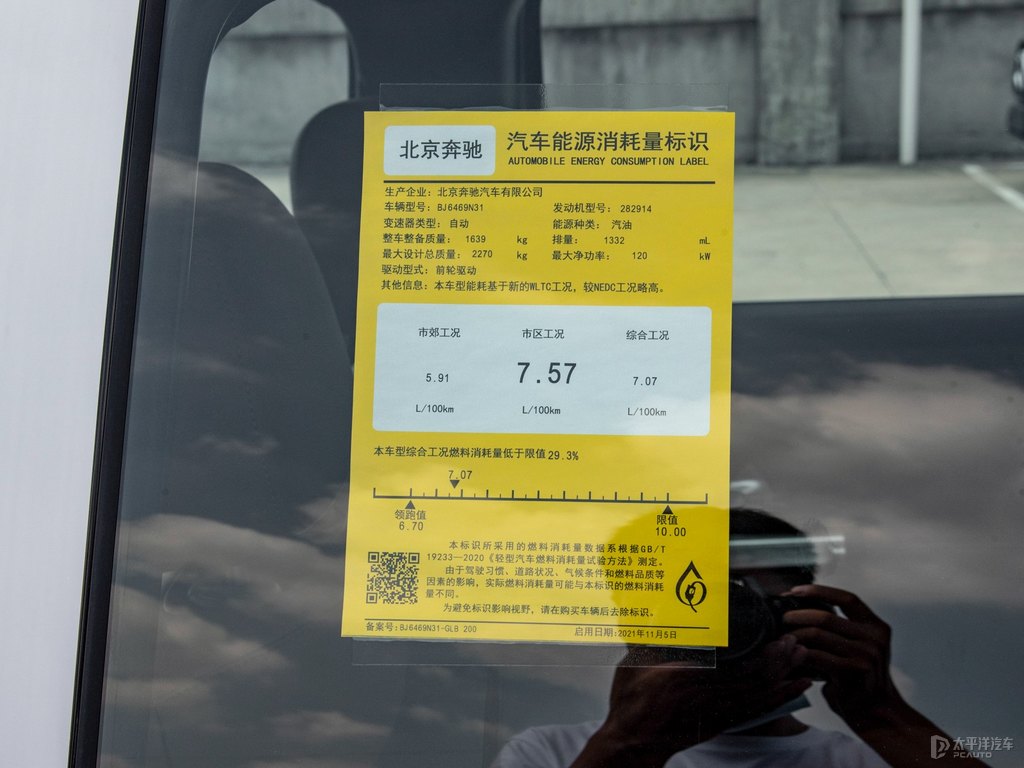 北京奔驰
汽车能源消耗量标识
AUTOMOBILE ENERGY CONSUMPTION LABEL
生产企业: 北京奔驰汽车有限公司
车辆型号: BJ6469N31 发动机型号: 282914
变速器类型: 自动 能源种类: 汽油
整车整备质量: 1639 kg 排量: 1332 mL
最大设计总质量: 2270 kg 最大净功率: 120 kW
驱动型式: 前轮驱动
其他信息: 本车型能耗基于新的WLTC工况, 较NEDC工况略高。
市郊工况 市区工况 综合工况
5.91 7.57 7.07
L/100km L/100km L/100km
本车型综合工况燃料消耗量低于限值29.3%
7.07
领跑值 限值
6.70 10.00
本标识所采用的燃料消耗量数据系根据GB/T
19233—2020《轻型汽车燃料消耗量试验方法》测定。
由于驾驶习惯、道路状况、气候条件和燃料品质等
因素的影响, 实际燃料消耗量可能与本标识的燃料消耗
量不同。
为避免标识影响视野, 请在购买车辆后去除标识。
备案号: BJ6469N31-GLB 200 启用日期: 2021年11月5日
太平洋汽车
PCAUTO